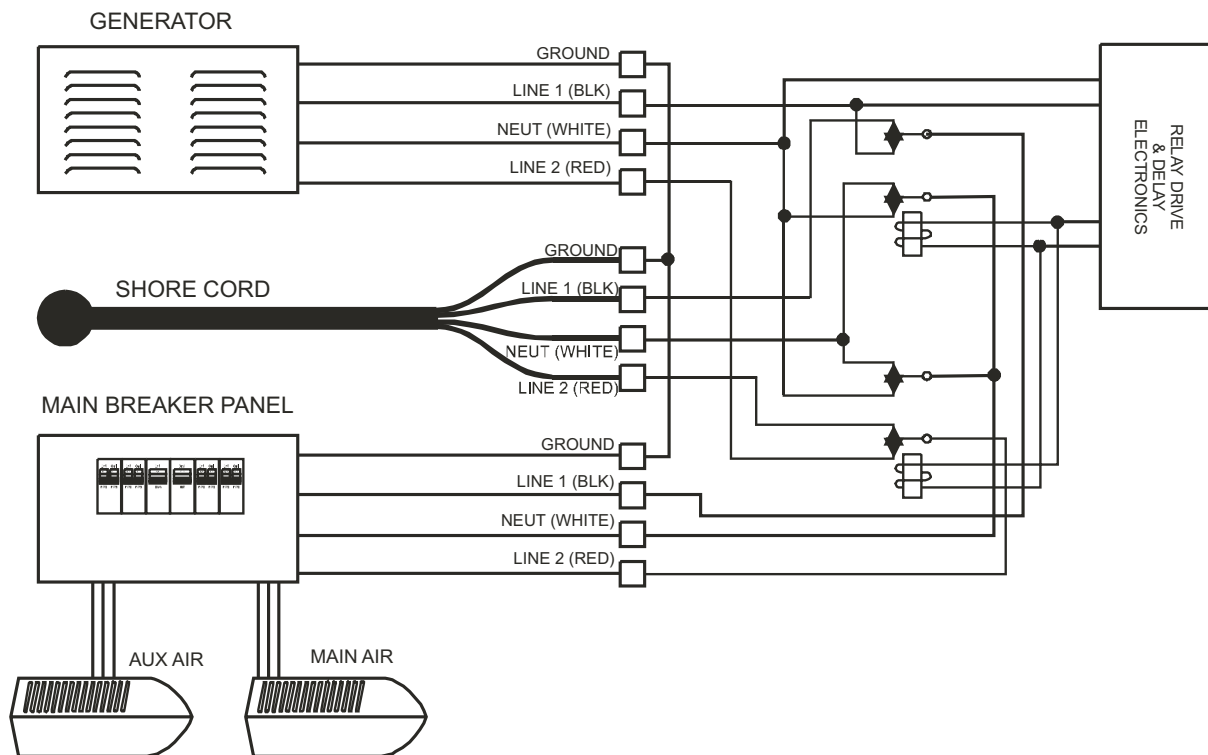 GENERATOR
GROUND
LINE 1 (BLK)
NEUT (WHITE)
LINE 2 (RED)
RELAY DRIVE
& DELAY
ELECTRONICS
SHORE CORD
GROUND
LINE 1 (BLK)
NEUT (WHITE)
LINE 2 (RED)
MAIN BREAKER PANEL
GROUND
LINE 1 (BLK)
NEUT (WHITE)
LINE 2 (RED)
AUX AIR
MAIN AIR